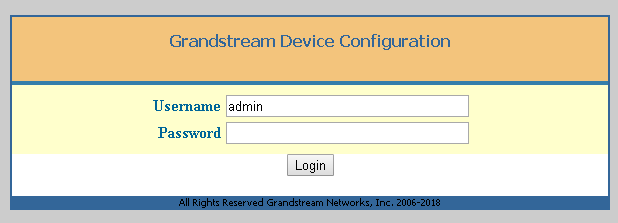 Grandstream Device Configuration
Username admin
Password
Login
All Rights Reserved Grandstream Networks, Inc. 2006-2018